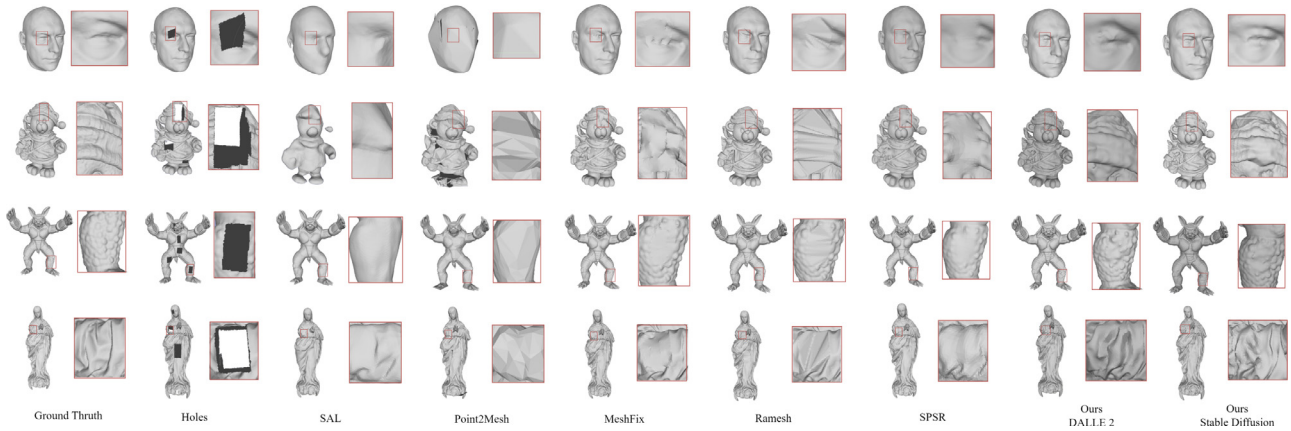 Ground Thruth
Holes
SAL
Point2Mesh
MeshFix
Ramesh
SPSR
Ours
DALLE 2
Ours
Stable Diffusion